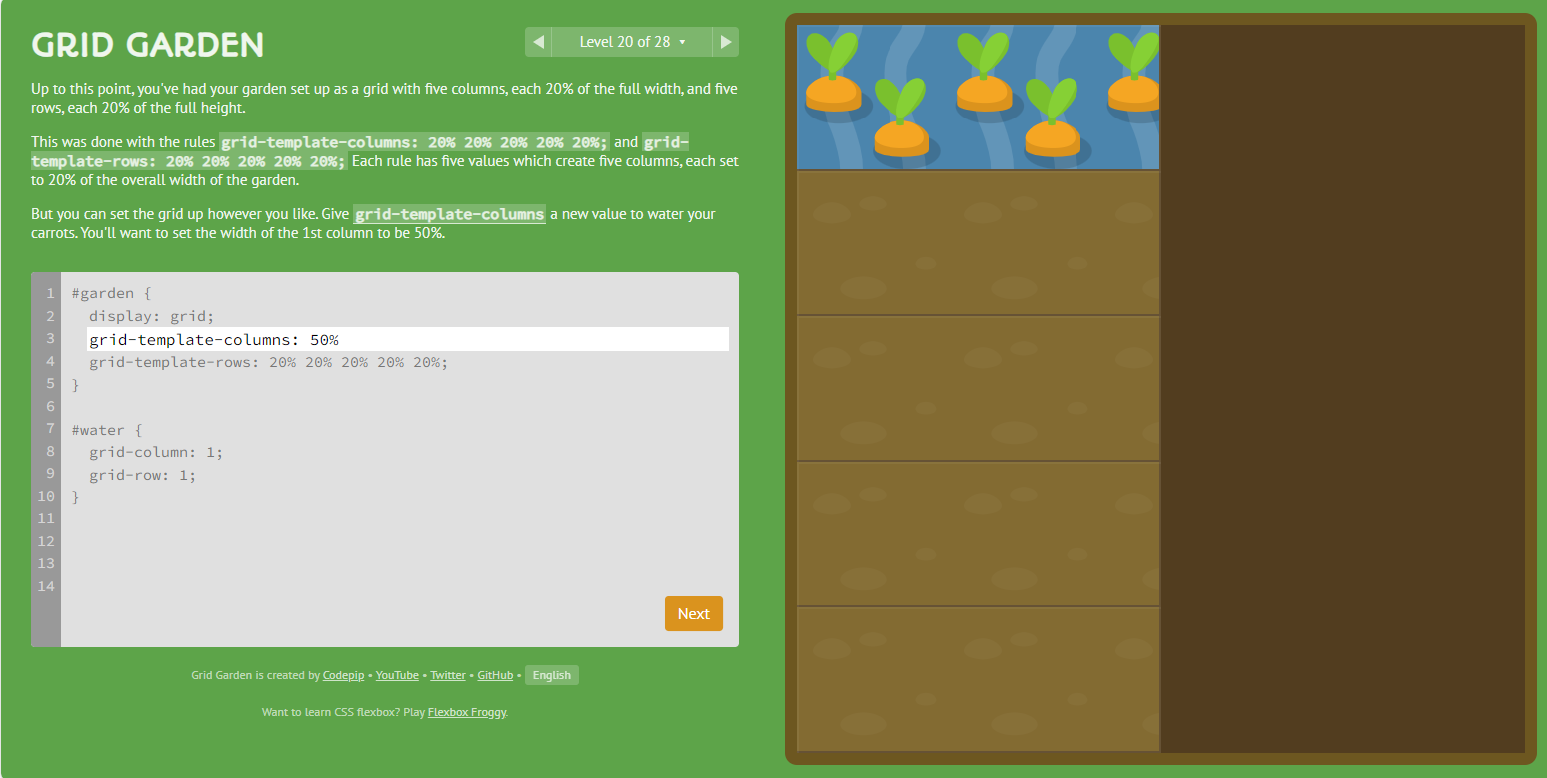 GRID GARDEN
Level 20 of 28
Up to this point, you've had your garden set up as a grid with five columns, each 20% of the full width, and five
rows, each 20% of the full height.
This was done with the rules grid-template-columns: 20% 20% 20% 20% 20%; and grid-
template-rows: 20% 20% 20% 20% 20%; Each rule has five values which create five columns, each set
to 20% of the overall width of the garden.
But you can set the grid up however you like. Give grid-template-columns a new value to water your
carrots. You'll want to set the width of the 1st column to be 50%.
1 #garden {
2 display: grid;
3 grid-template-columns: 50%
4 grid-template-rows: 20% 20% 20% 20% 20%;
5 }
6
7 #water {
8 grid-column: 1;
9 grid-row: 1;
10 }
11
12
13
14
Next
Grid Garden is created by Codepip • YouTube • Twitter • GitHub • English
Want to learn CSS flexbox? Play Flexbox Froggy.